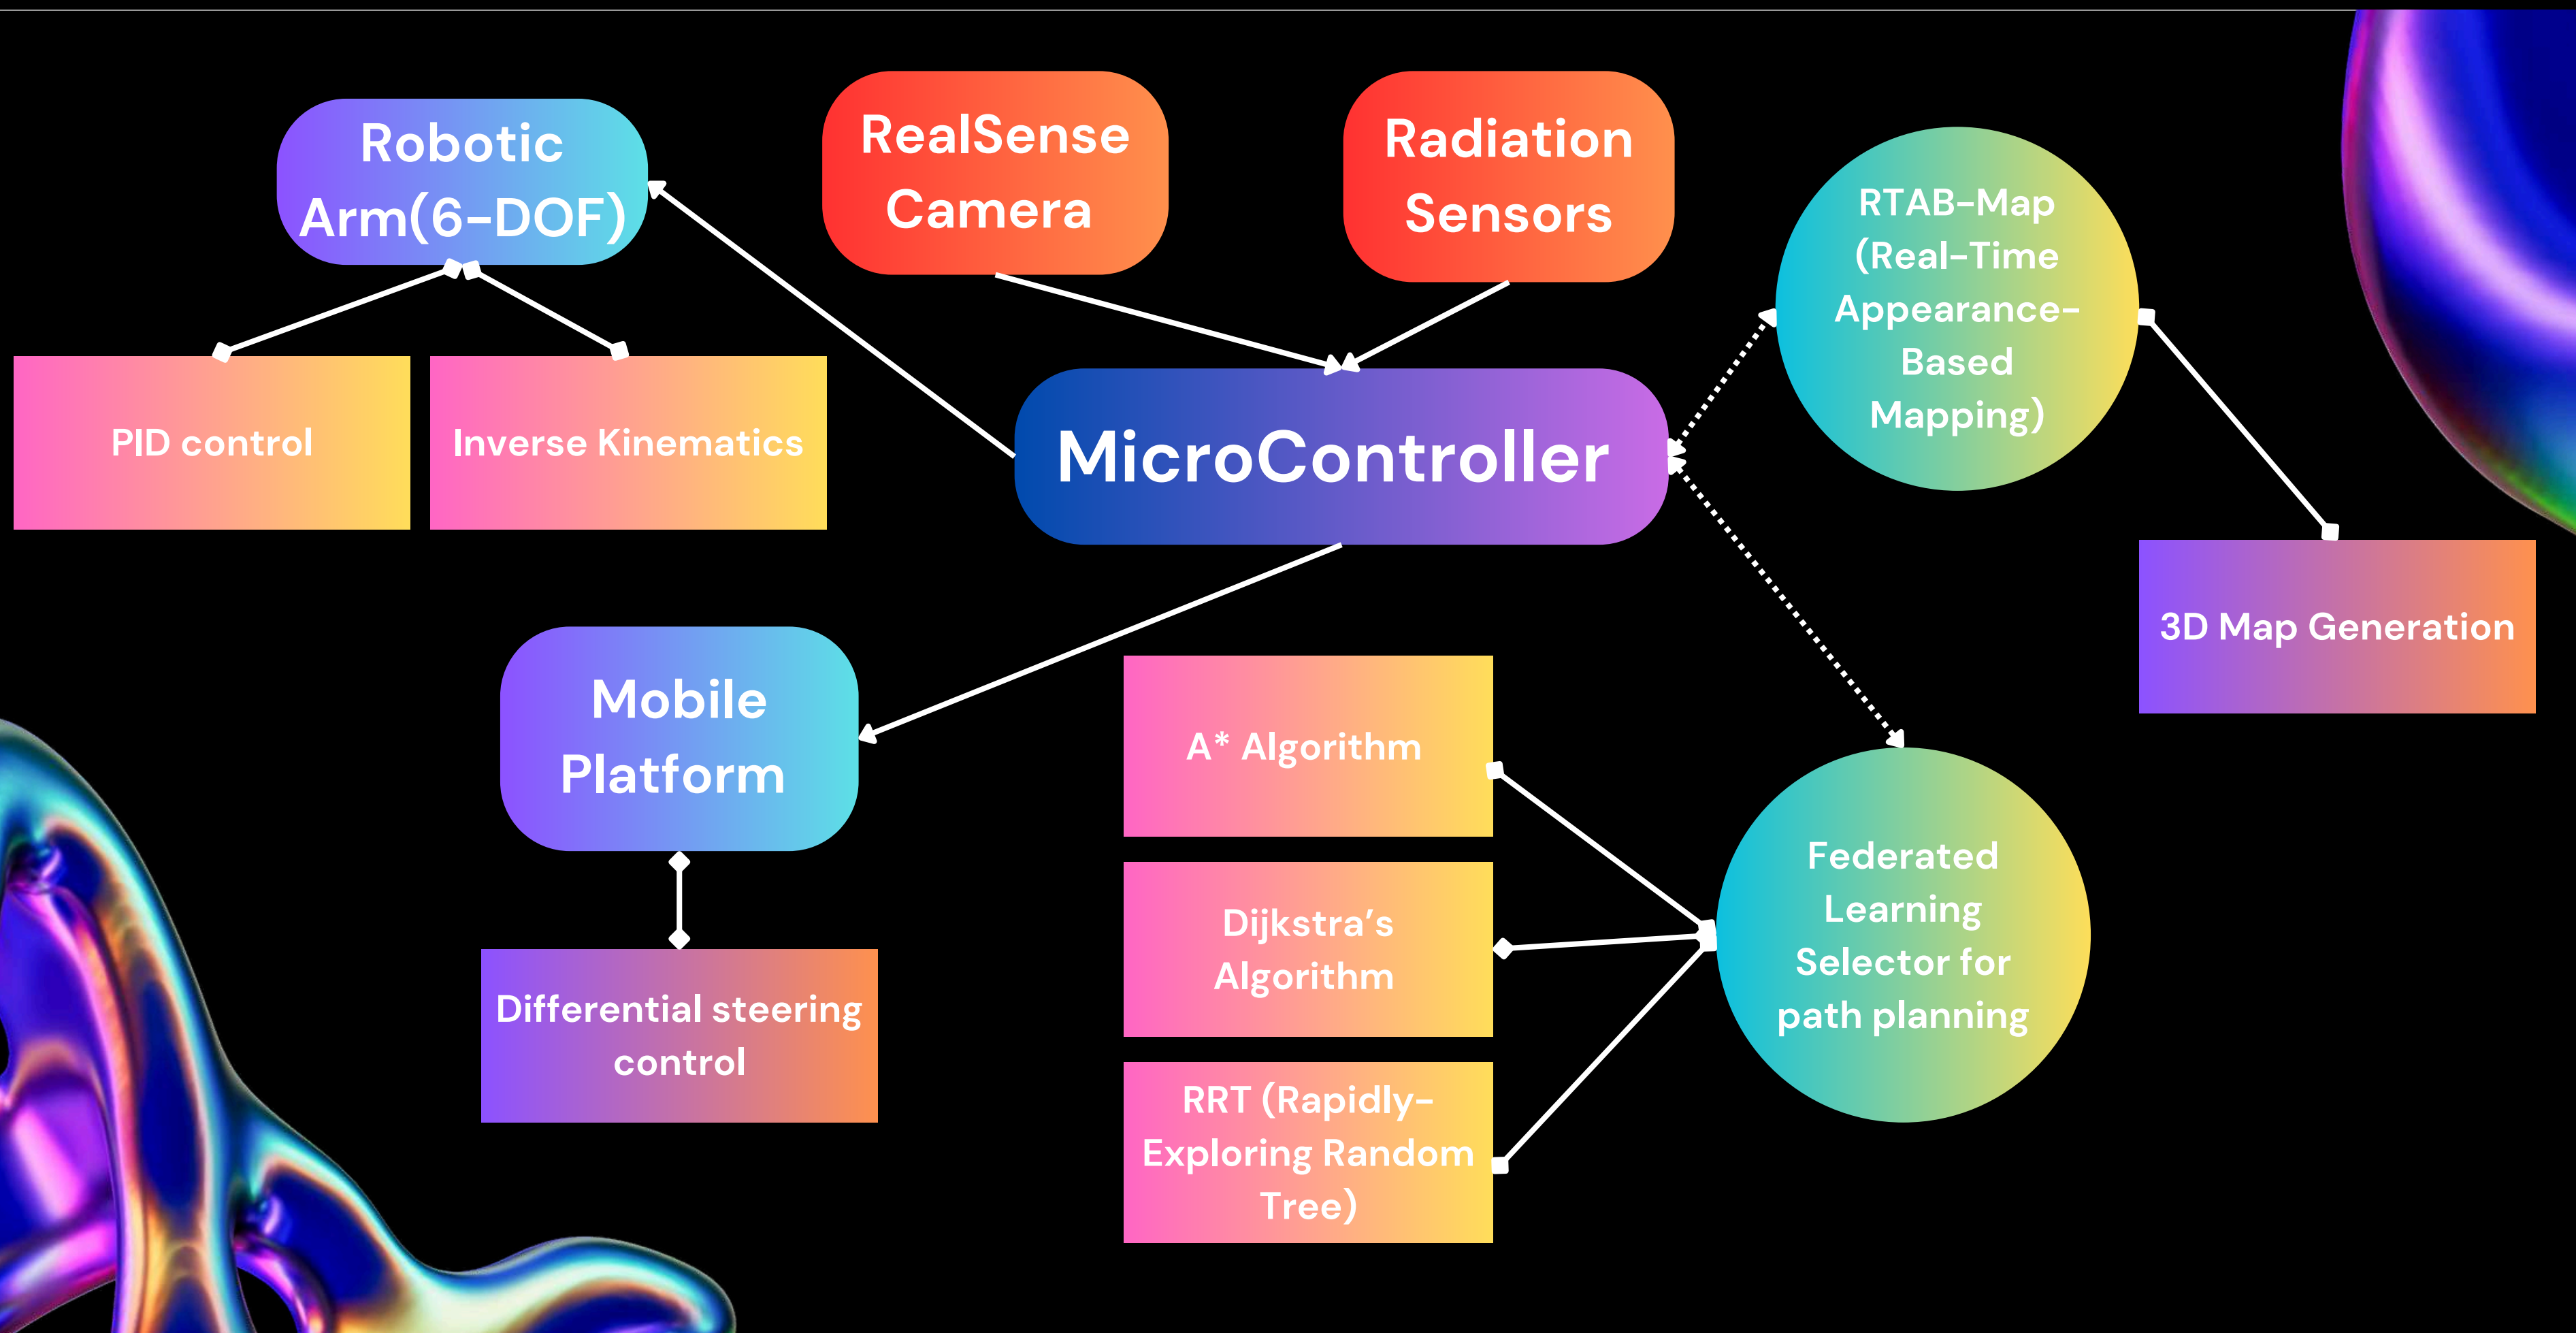 Robotic
Arm(6-DOF)
RealSense
Camera
Radiation
Sensors
RTAB-Map
(Real-Time
Appearance-
Based
Mapping)
PID control
Inverse Kinematics
MicroController
3D Map Generation
Mobile
Platform
A* Algorithm
Dijkstra’s
Algorithm
Federated
Learning
Selector for
path planning
Differential steering
control
RRT (Rapidly-
Exploring Random
Tree)